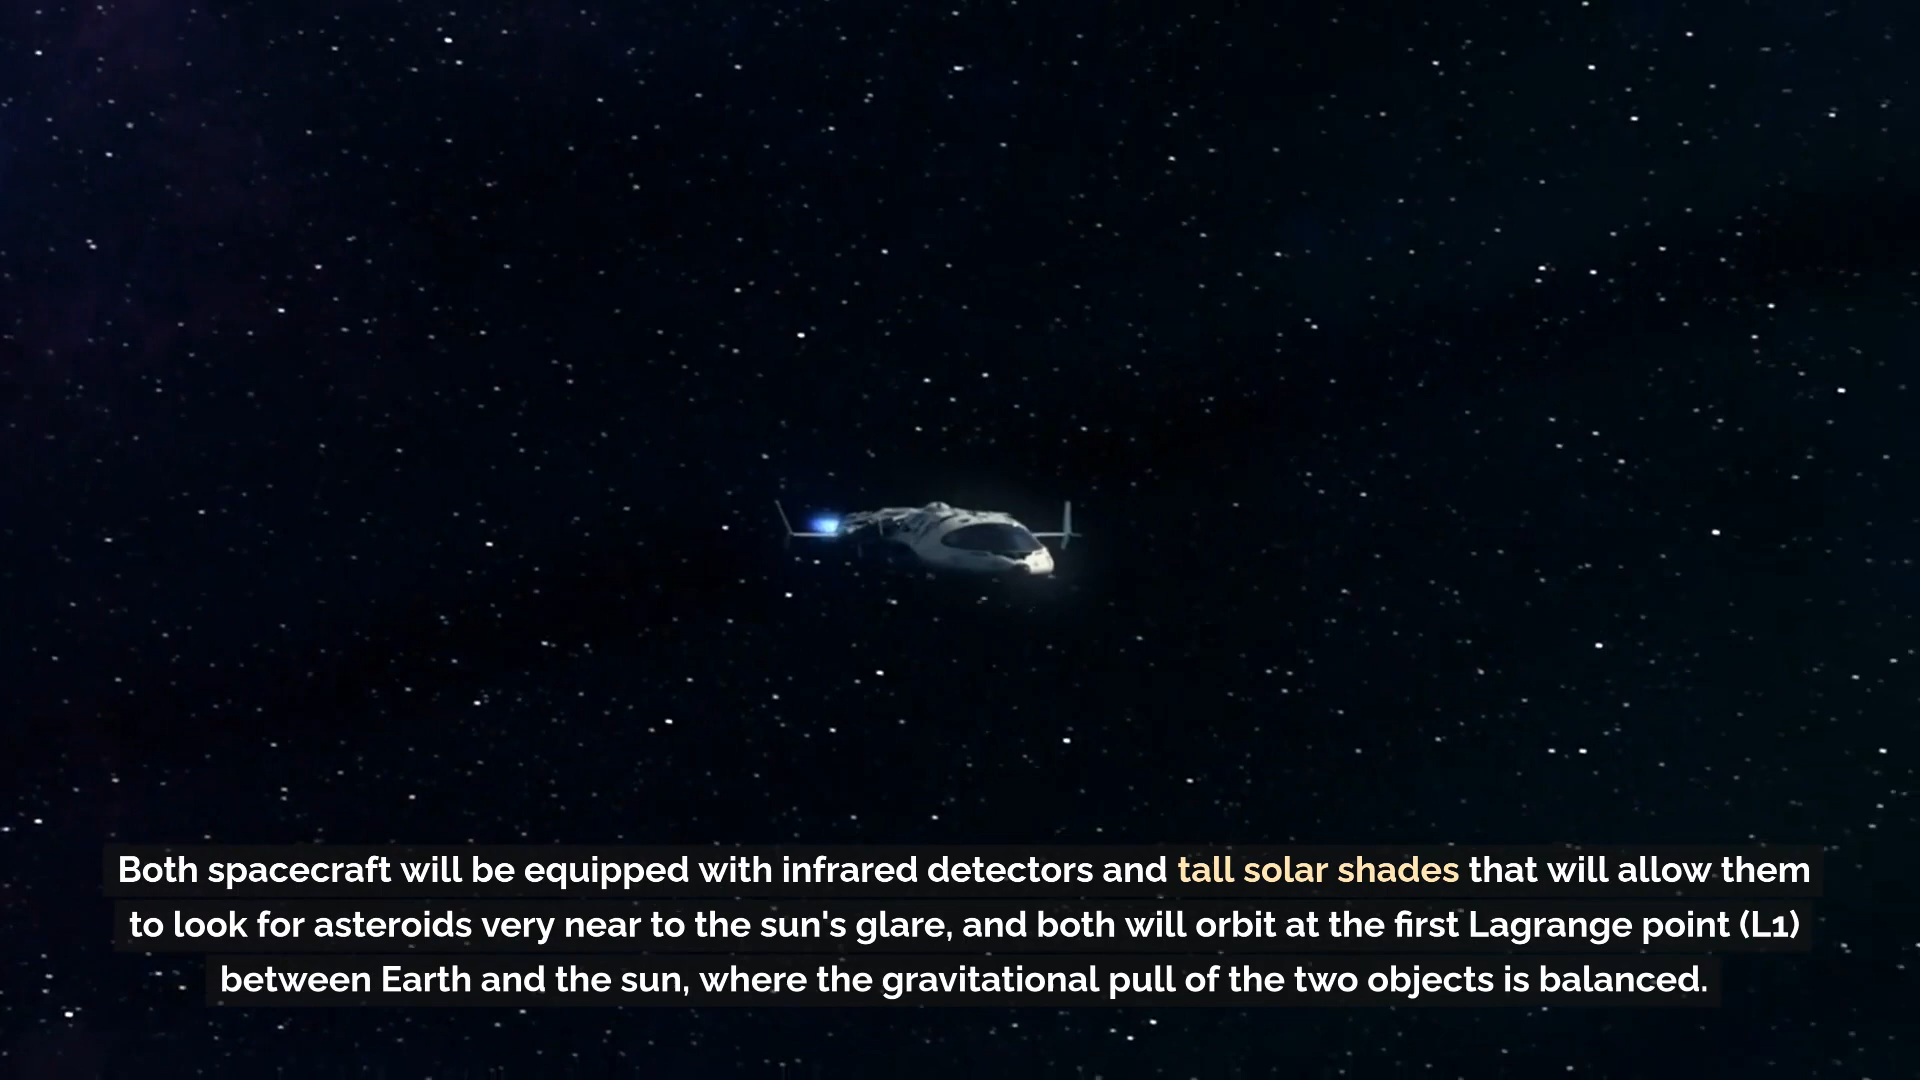 Both spacecraft will be equipped with infrared detectors and tall solar shades that will allow them
to look for asteroids very near to the sun's glare, and both will orbit at the first Lagrange point (L1)
between Earth and the sun, where the gravitational pull of the two objects is balanced.